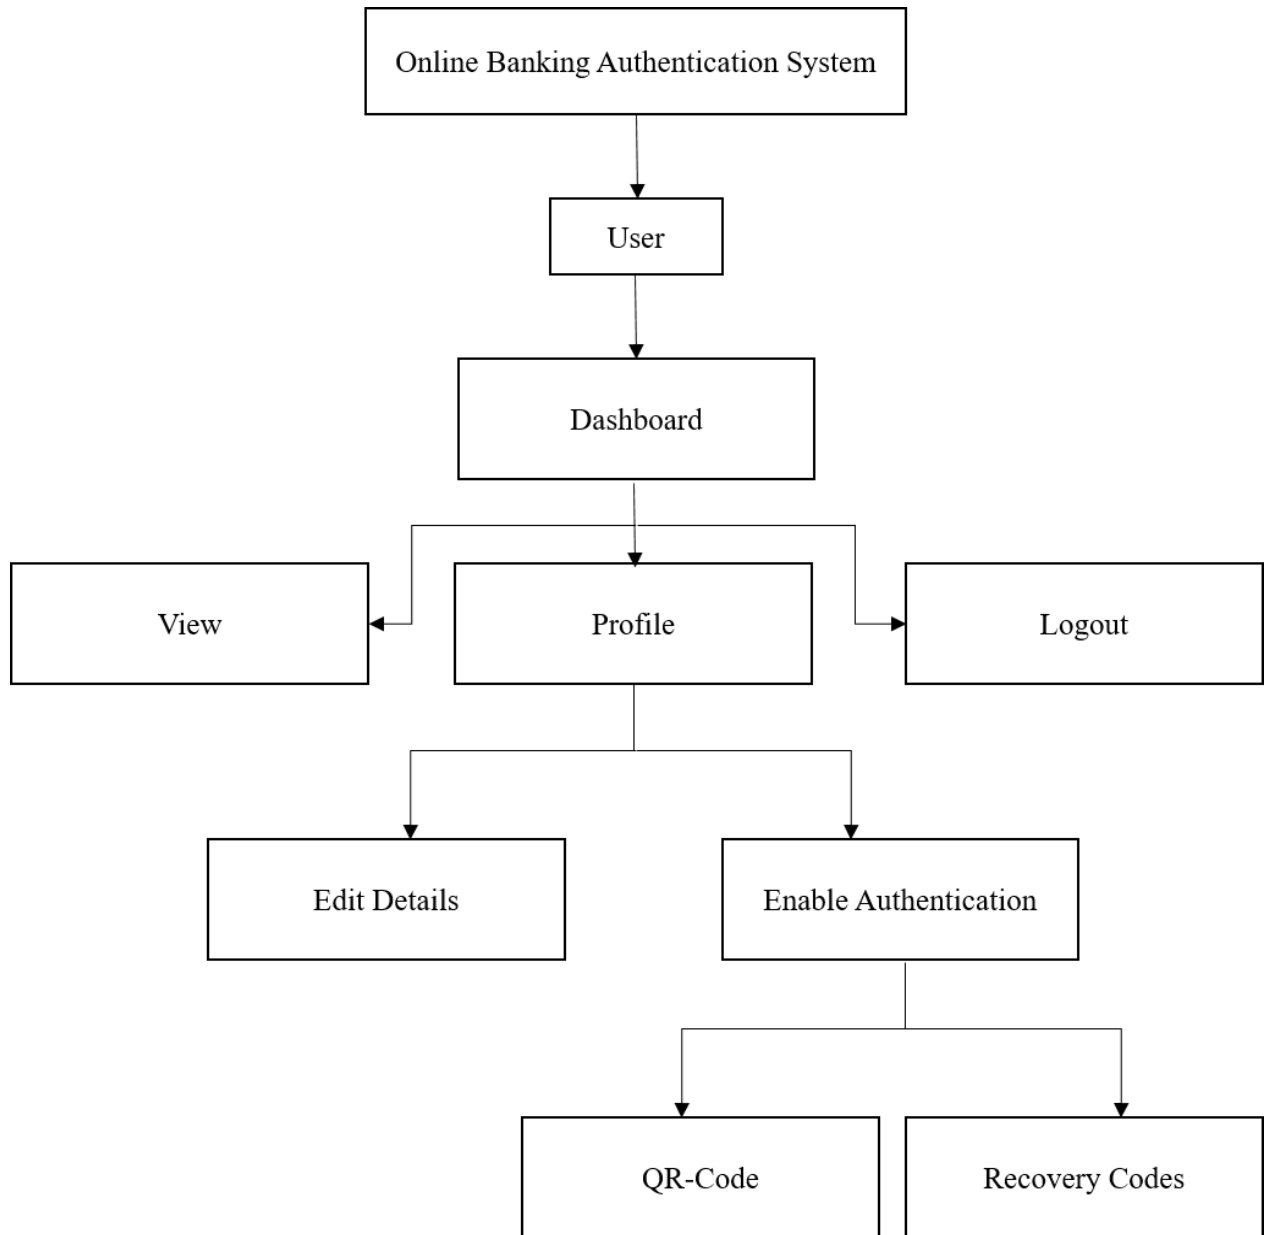 Online Banking Authentication System
User
Dashboard
View
Profile
Logout
Edit Details
Enable Authentication
QR-Code
Recovery Codes